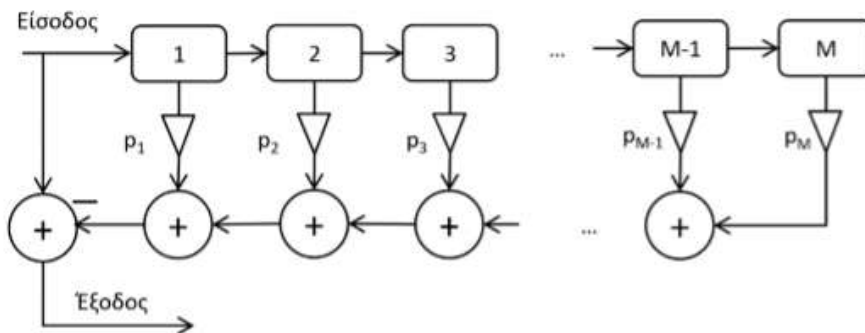 Είσοδος
1 2 3 ... M-1 M
p1 p2 p3 pM-1 pM
−
+ + + + ... +
Έξοδος